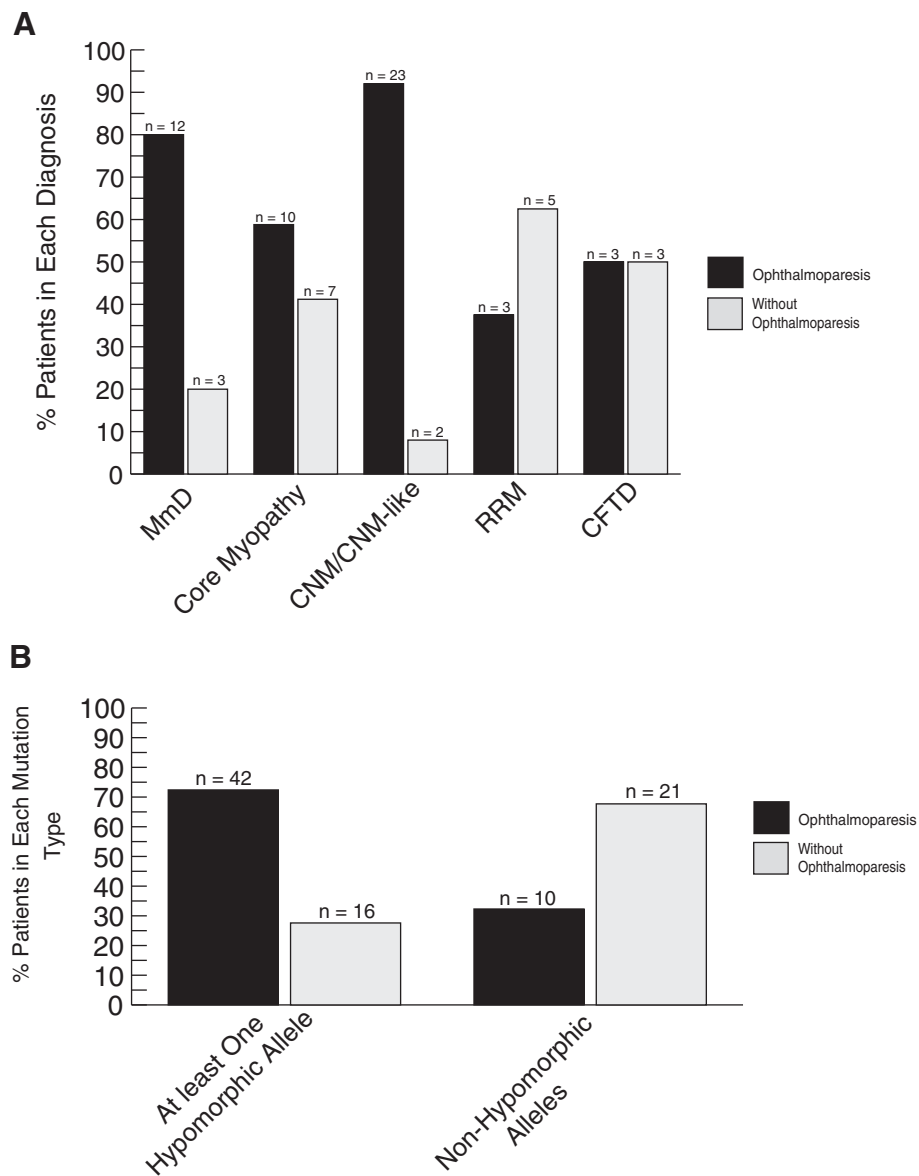 A
% Patients in Each Diagnosis
100
90
80
70
60
50
40
30
20
10
0
n = 12
n = 3
n = 10
n = 7
n = 23
n = 2
n = 3
n = 5
n = 3
n = 3
MmD
Core Myopathy
CNM/CNM-like
RRM
CFTD
Ophthalmoparesis
Without
Ophthalmoparesis
B
% Patients in Each Mutation
Type
100
90
80
70
60
50
40
30
20
10
0
n = 42
n = 16
n = 10
n = 21
At least One
Hypomorphic Allele
Non-Hypomorphic
Alleles
Ophthalmoparesis
Without
Ophthalmoparesis